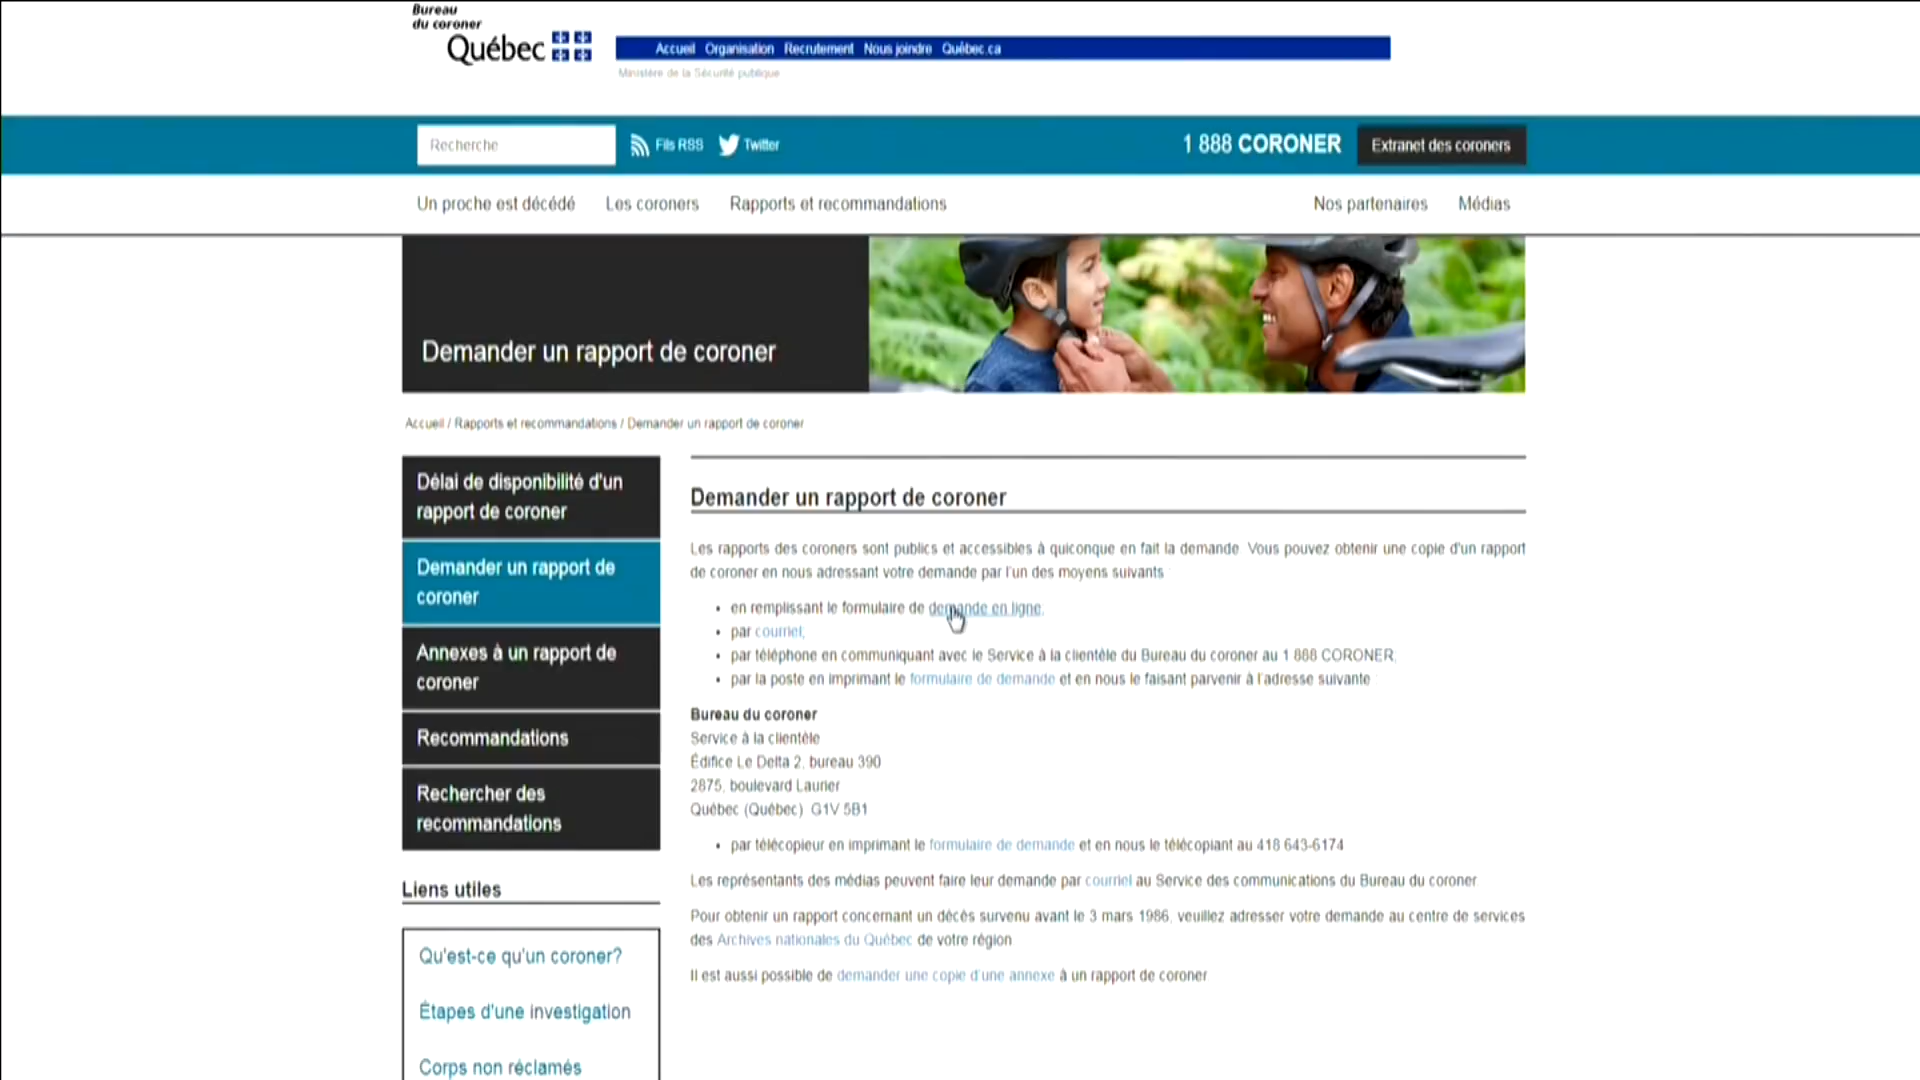 Bureau
du coroner
Québec
Accueil Organisation Recrutement Nous joindre Québec.ca
Ministère de la Sécurité publique
Recherche
Fils RSS Twitter
1 888 CORONER
Extranet des coroners
Un proche est décédé Les coroners Rapports et recommandations
Nos partenaires Médias
Demander un rapport de coroner
Accueil / Rapports et recommandations / Demander un rapport de coroner
Délai de disponibilité d'un
rapport de coroner
Demander un rapport de
coroner
Annexes à un rapport de
coroner
Recommandations
Rechercher des
recommandations
Liens utiles
Qu'est-ce qu'un coroner?
Étapes d'une investigation
Corps non réclamés
Demander un rapport de coroner
Les rapports des coroners sont publics et accessibles à quiconque en fait la demande. Vous pouvez obtenir une copie d'un rapport
de coroner en nous adressant votre demande par l'un des moyens suivants
• en remplissant le formulaire de demande en ligne;
• par courriel;
• par téléphone en communiquant avec le Service à la clientèle du Bureau du coroner au 1 888 CORONER;
• par la poste en imprimant le formulaire de demande et en nous le faisant parvenir à l'adresse suivante
Bureau du coroner
Service à la clientèle
Édifice Le Delta 2, bureau 390
2875, boulevard Laurier
Québec (Québec) G1V 5B1
• par télécopieur en imprimant le formulaire de demande et en nous le télécopiant au 418 643-6174
Les représentants des médias peuvent faire leur demande par courriel au Service des communications du Bureau du coroner
Pour obtenir un rapport concernant un décès survenu avant le 3 mars 1986, veuillez adresser votre demande au centre de services
des Archives nationales du Québec de votre région
Il est aussi possible de demander une copie d'une annexe à un rapport de coroner